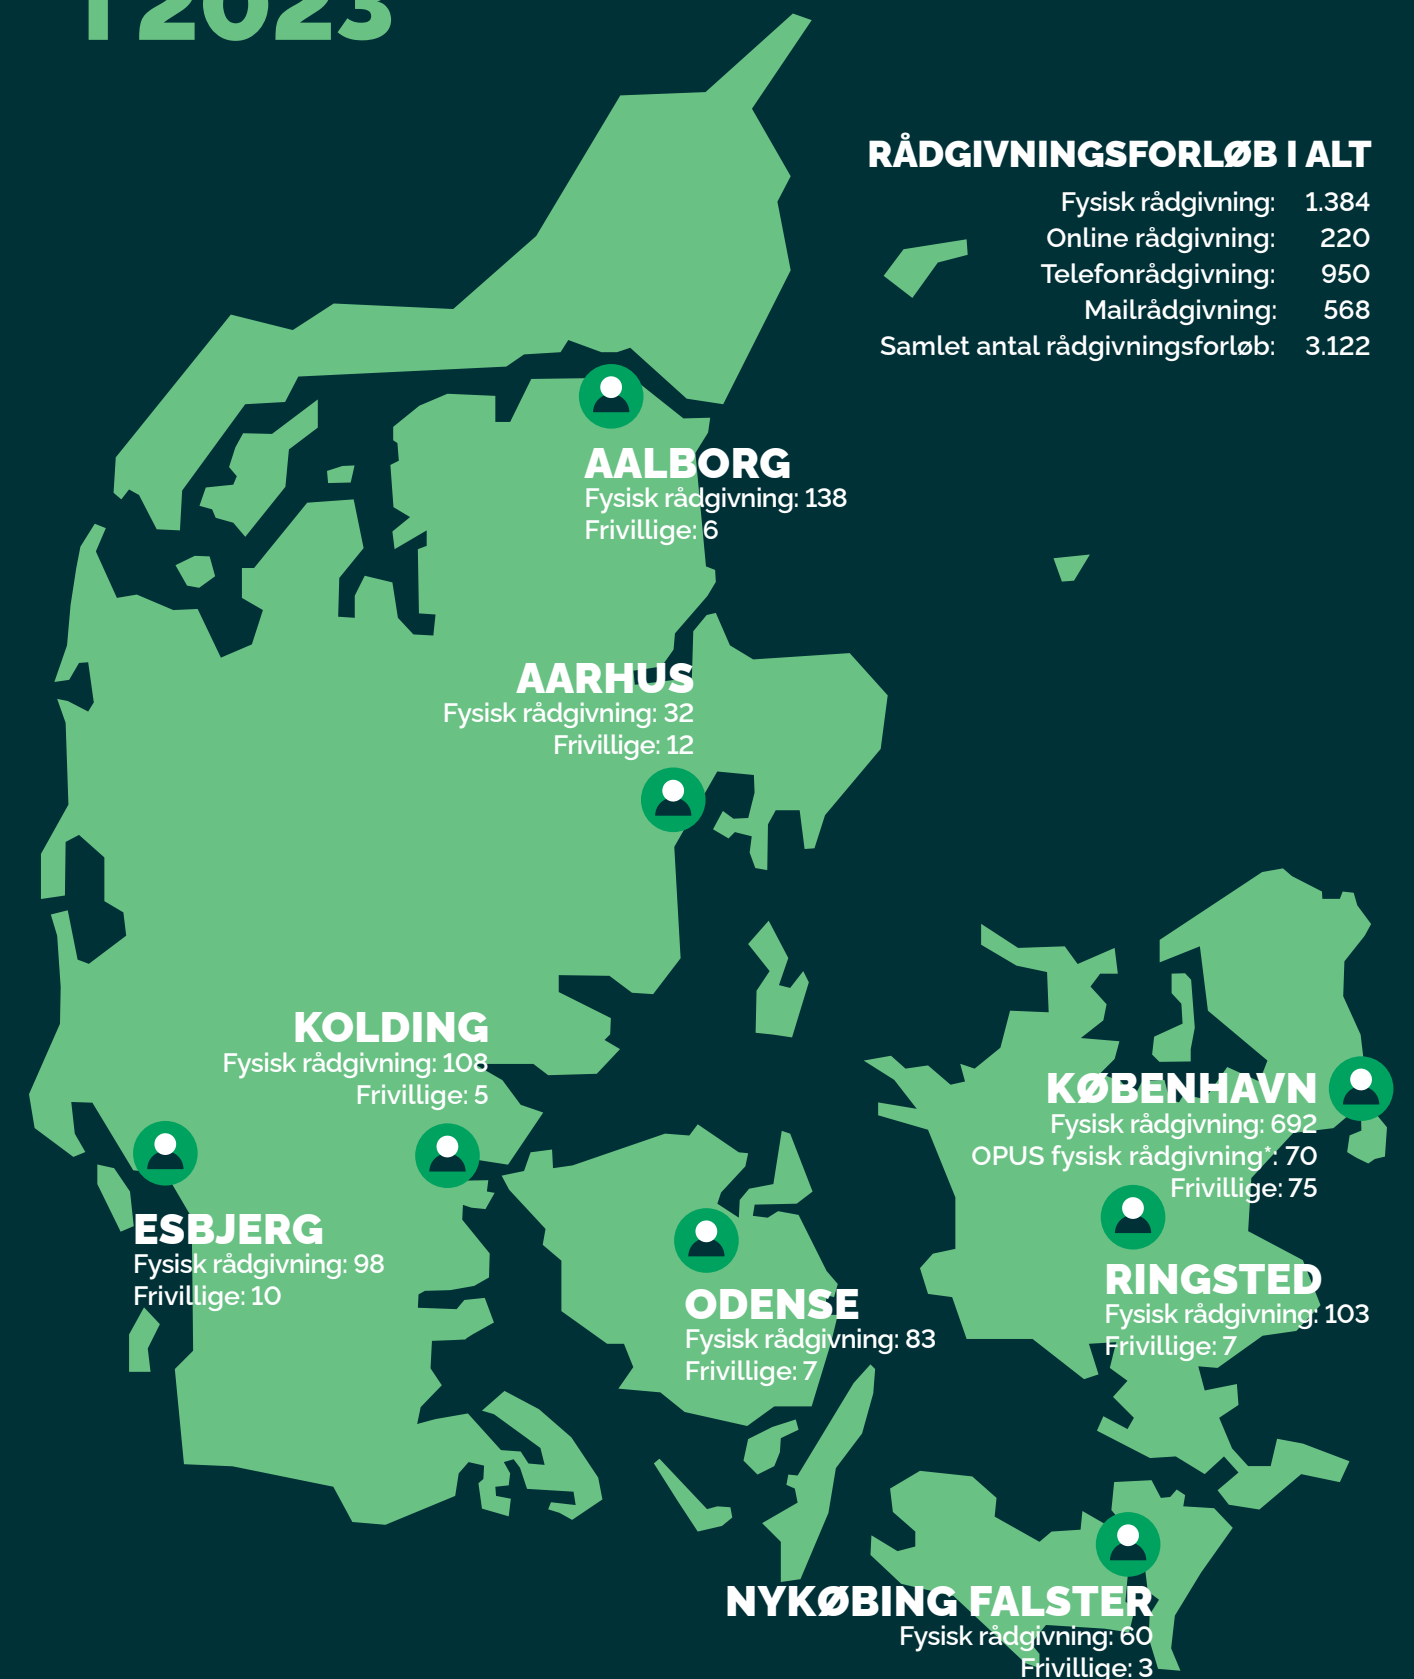 I 2023
RÅDGIVNINGSFORLØB I ALT
Fysisk rådgivning: 1.384
Online rådgivning: 220
Telefonrådgivning: 950
Mailrådgivning: 568
Samlet antal rådgivningsforløb: 3.122
AALBORG
Fysisk rådgivning: 138
Frivillige: 6
AARHUS
Fysisk rådgivning: 32
Frivillige: 12
KOLDING
Fysisk rådgivning: 108
Frivillige: 5
KØBENHAVN
Fysisk rådgivning: 692
OPUS fysisk rådgivning*: 70
Frivillige: 75
ESBJERG
Fysisk rådgivning: 98
Frivillige: 10
ODENSE
Fysisk rådgivning: 83
Frivillige: 7
RINGSTED
Fysisk rådgivning: 103
Frivillige: 7
NYKØBING FALSTER
Fysisk rådgivning: 60
Frivillige: 3